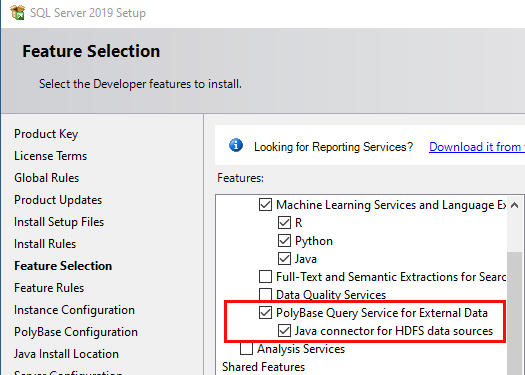 SQL Server 2019 Setup
Feature Selection
Select the Developer features to install.
Product Key
License Terms
Global Rules
Product Updates
Install Setup Files
Install Rules
Feature Selection
Feature Rules
Instance Configuration
PolyBase Configuration
Java Install Location
Looking for Reporting Services? Download it from
Features:
Machine Learning Services and Language Ex
R
Python
Java
Full-Text and Semantic Extractions for Searc
Data Quality Services
PolyBase Query Service for External Data
Java connector for HDFS data sources
Analysis Services
Shared Features